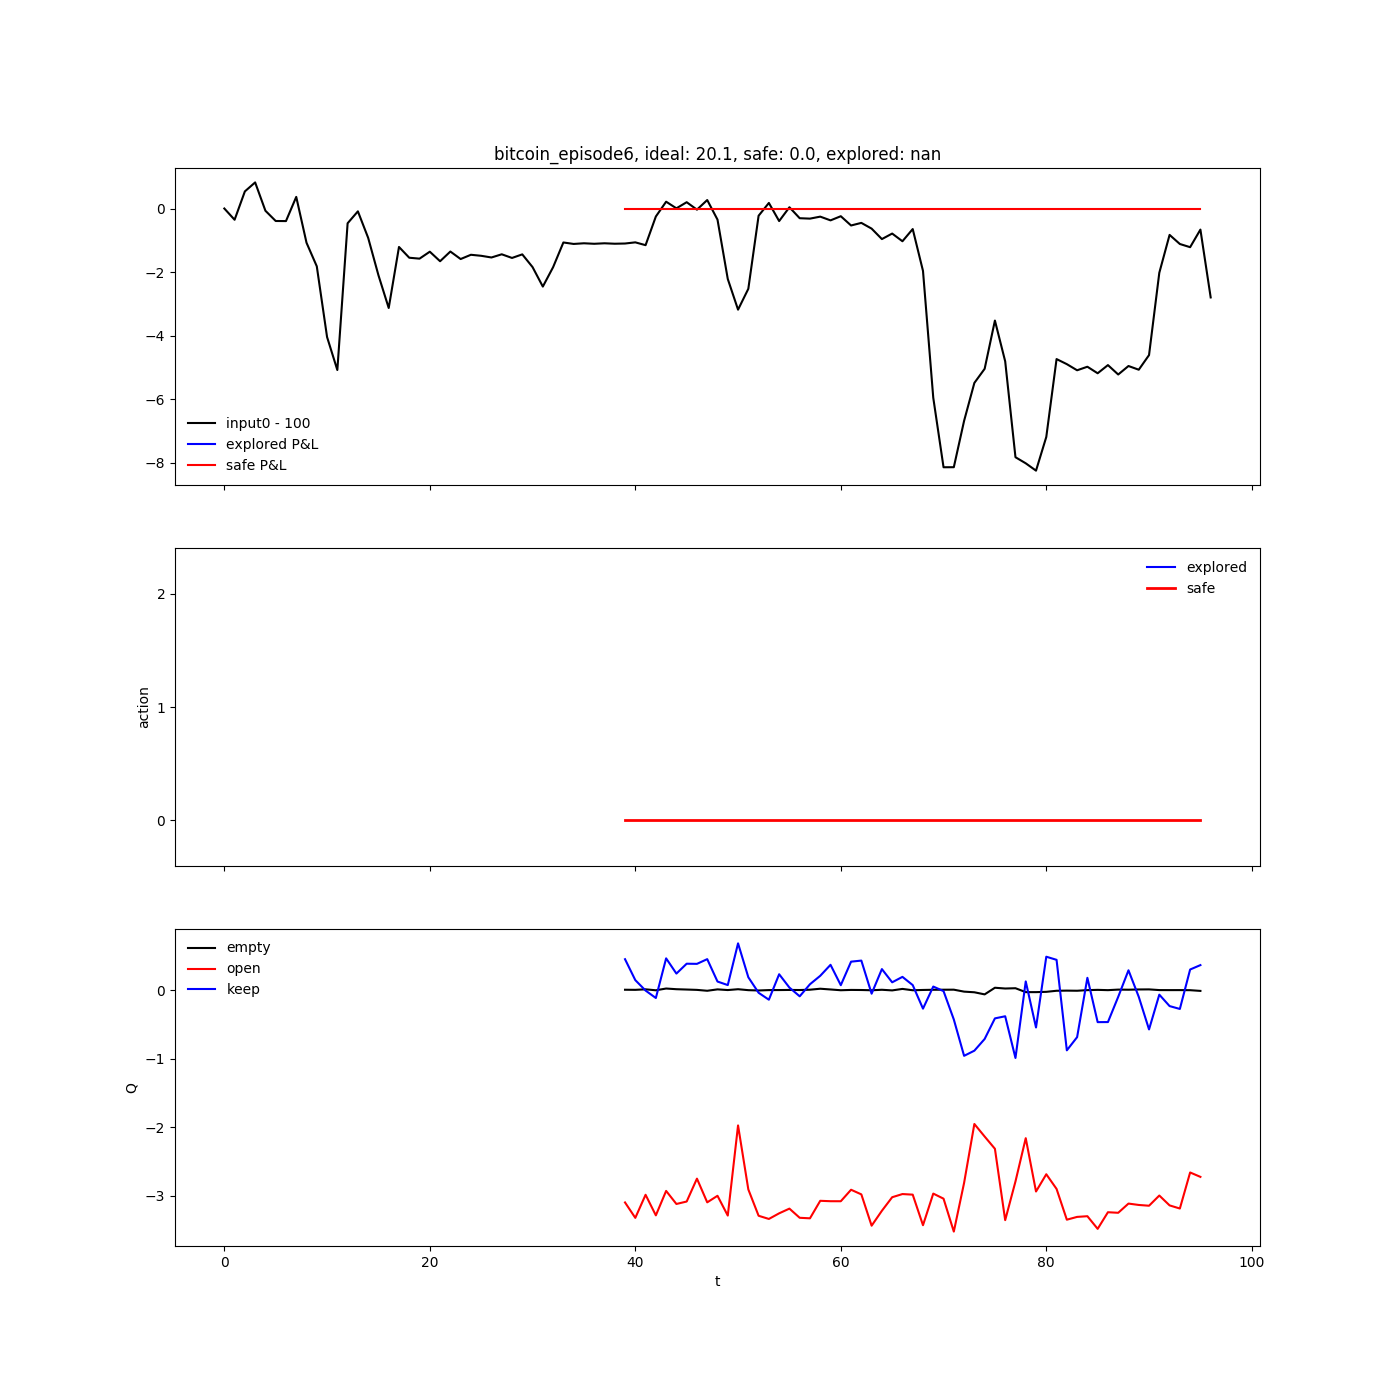 bitcoin_episode6, ideal: 20.1, safe: 0.0, explored: nan
0
−2
−4
−6
−8
input0 - 100
explored P&L
safe P&L
2
1
0
action
explored
safe
empty
open
keep
0
−1
−2
−3
Q
0 20 40 60 80 100
t